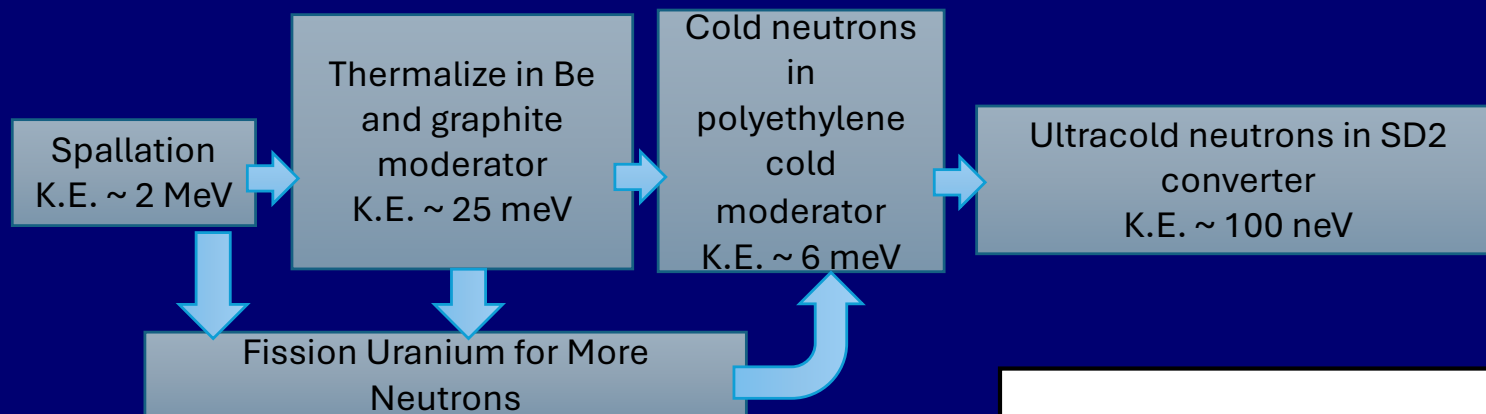 Spallation
K.E. ~ 2 MeV
Thermalize in Be
and graphite
moderator
K.E. ~ 25 meV
Cold neutrons
in
polyethylene
cold
moderator
K.E. ~ 6 meV
Ultracold neutrons in SD2
converter
K.E. ~ 100 neV
Fission Uranium for More
Neutrons